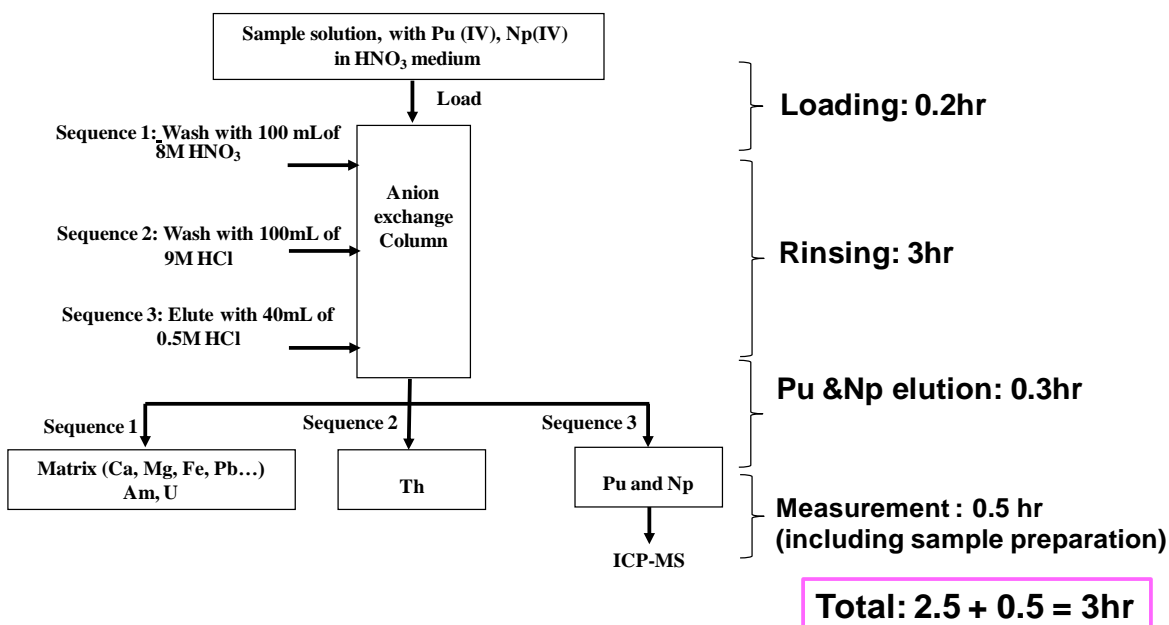 Sample solution, with Pu (IV), Np(IV)
in HNO₃ medium
Load
Sequence 1: Wash with 100 mLof
8M HNO₃
Anion
exchange
Column
Sequence 2: Wash with 100mL of
9M HCl
Sequence 3: Elute with 40mL of
0.5M HCl
Sequence 1
Sequence 2
Sequence 3
Matrix (Ca, Mg, Fe, Pb…)
Am, U
Th
Pu and Np
ICP-MS
Loading: 0.2hr
Rinsing: 3hr
Pu &Np elution: 0.3hr
Measurement : 0.5 hr
(including sample preparation)
Total: 2.5 + 0.5 = 3hr